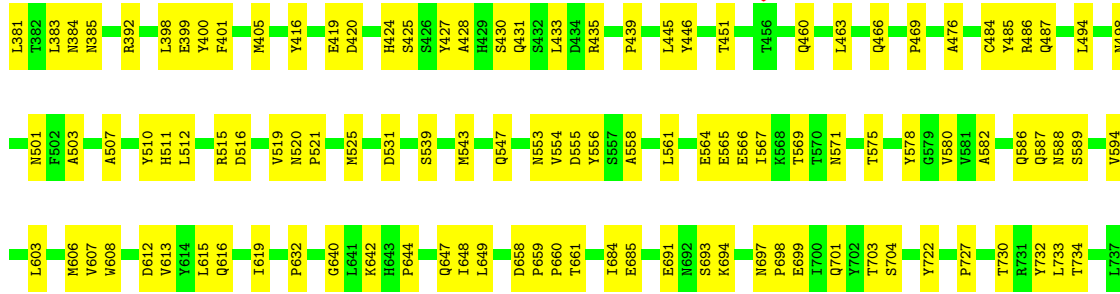 L381 T382 L383 N384 N385 R392 L398 E399 Y400 F401 M405 Y416 E419 D420 H424 S425 S426 Y427 A428 H429 S430 Q431 S432 L433 D434 R435 P439 L445 Y446 T451 T456 Q460 L463 Q466 P469 A476 C484 Y485 R486 Q487 L494 N498
N501 F502 A503 A507 Y510 H511 L512 R515 D516 V519 N520 P521 M525 D531 S539 M543 Q547 N553 V554 D555 Y556 S557 A558 L561 E564 E565 E566 I567 K568 T569 T570 N571 T575 Y578 G579 V580 V581 A582 Q586 Q587 N588 S589 V594
L603 M606 V607 W608 D612 V613 Y614 L615 Q616 I619 P632 G640 L641 K642 H643 P644 Q647 I648 L649 D658 P659 P660 T661 I684 E685 E691 N692 S693 K694 N697 P698 E699 I700 Q701 Y702 T703 S704 Y722 P727 T730 R731 Y732 L733 T734 L737